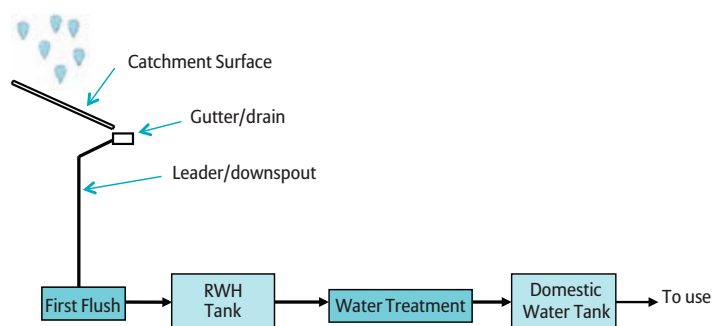 Catchment Surface
Gutter/drain
Leader/downspout
First Flush
RWH
Tank
Water Treatment
Domestic
Water Tank
To use